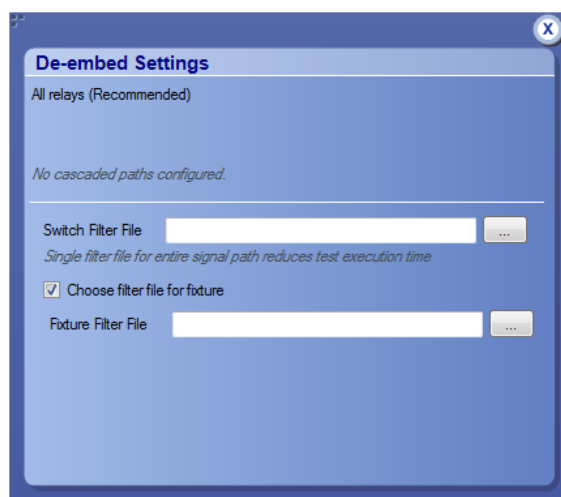 X
De-embed Settings
All relays (Recommended)
No cascaded paths configured.
Switch Filter File
...
Single filter file for entire signal path reduces test execution time
Choose filter file for fixture
Fixture Filter File
...